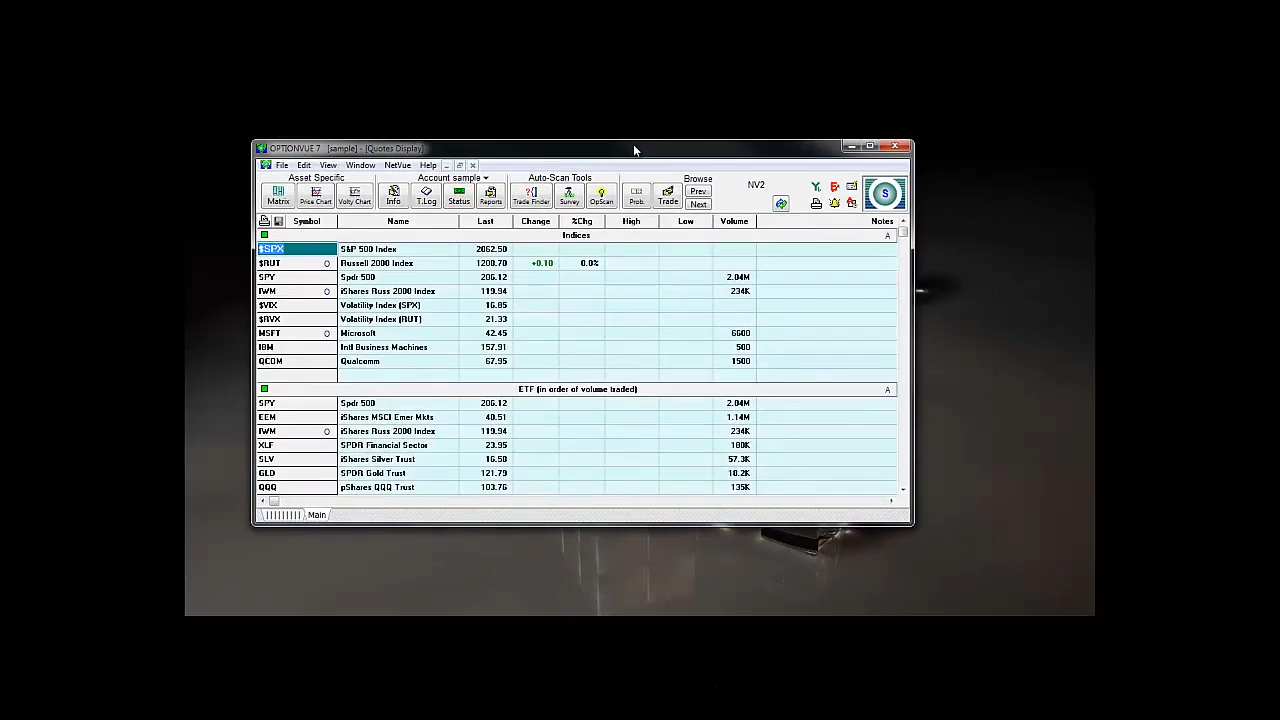 OPTIONVUE 7 [sample] - [Quotes Display]
File Edit View Window NetVue Help
Asset Specific Account sample Auto-Scan Tools Browse
Matrix Price Chart Volty Chart Info T.Log Status Reports Trade Finder Survey OpScan Prob. Trade Prev Next NV2 S
Symbol Name Last Change %Chg High Low Volume Notes
Indices A
$SPX S&P 500 Index 2062.50
$RUT O Russell 2000 Index 1200.70 +0.10 0.0%
SPY Spdr 500 206.12 2.04M
IWM O iShares Russ 2000 Index 119.94 234K
$VIX Volatility Index (SPX) 16.85
$RVX Volatility Index (RUT) 21.33
MSFT O Microsoft 42.45 6600
IBM Intl Business Machines 157.91 500
QCOM Qualcomm 67.95 1500
ETF (in order of volume traded) A
SPY Spdr 500 206.12 2.04M
EEM iShares MSCI Emer Mkts 40.51 1.14M
IWM O iShares Russ 2000 Index 119.94 234K
XLF SPDR Financial Sector 23.95 180K
SLV iShares Silver Trust 16.50 57.3K
GLD SPDR Gold Trust 121.79 10.2K
QQQ pShares QQQ Trust 103.76 135K
Main